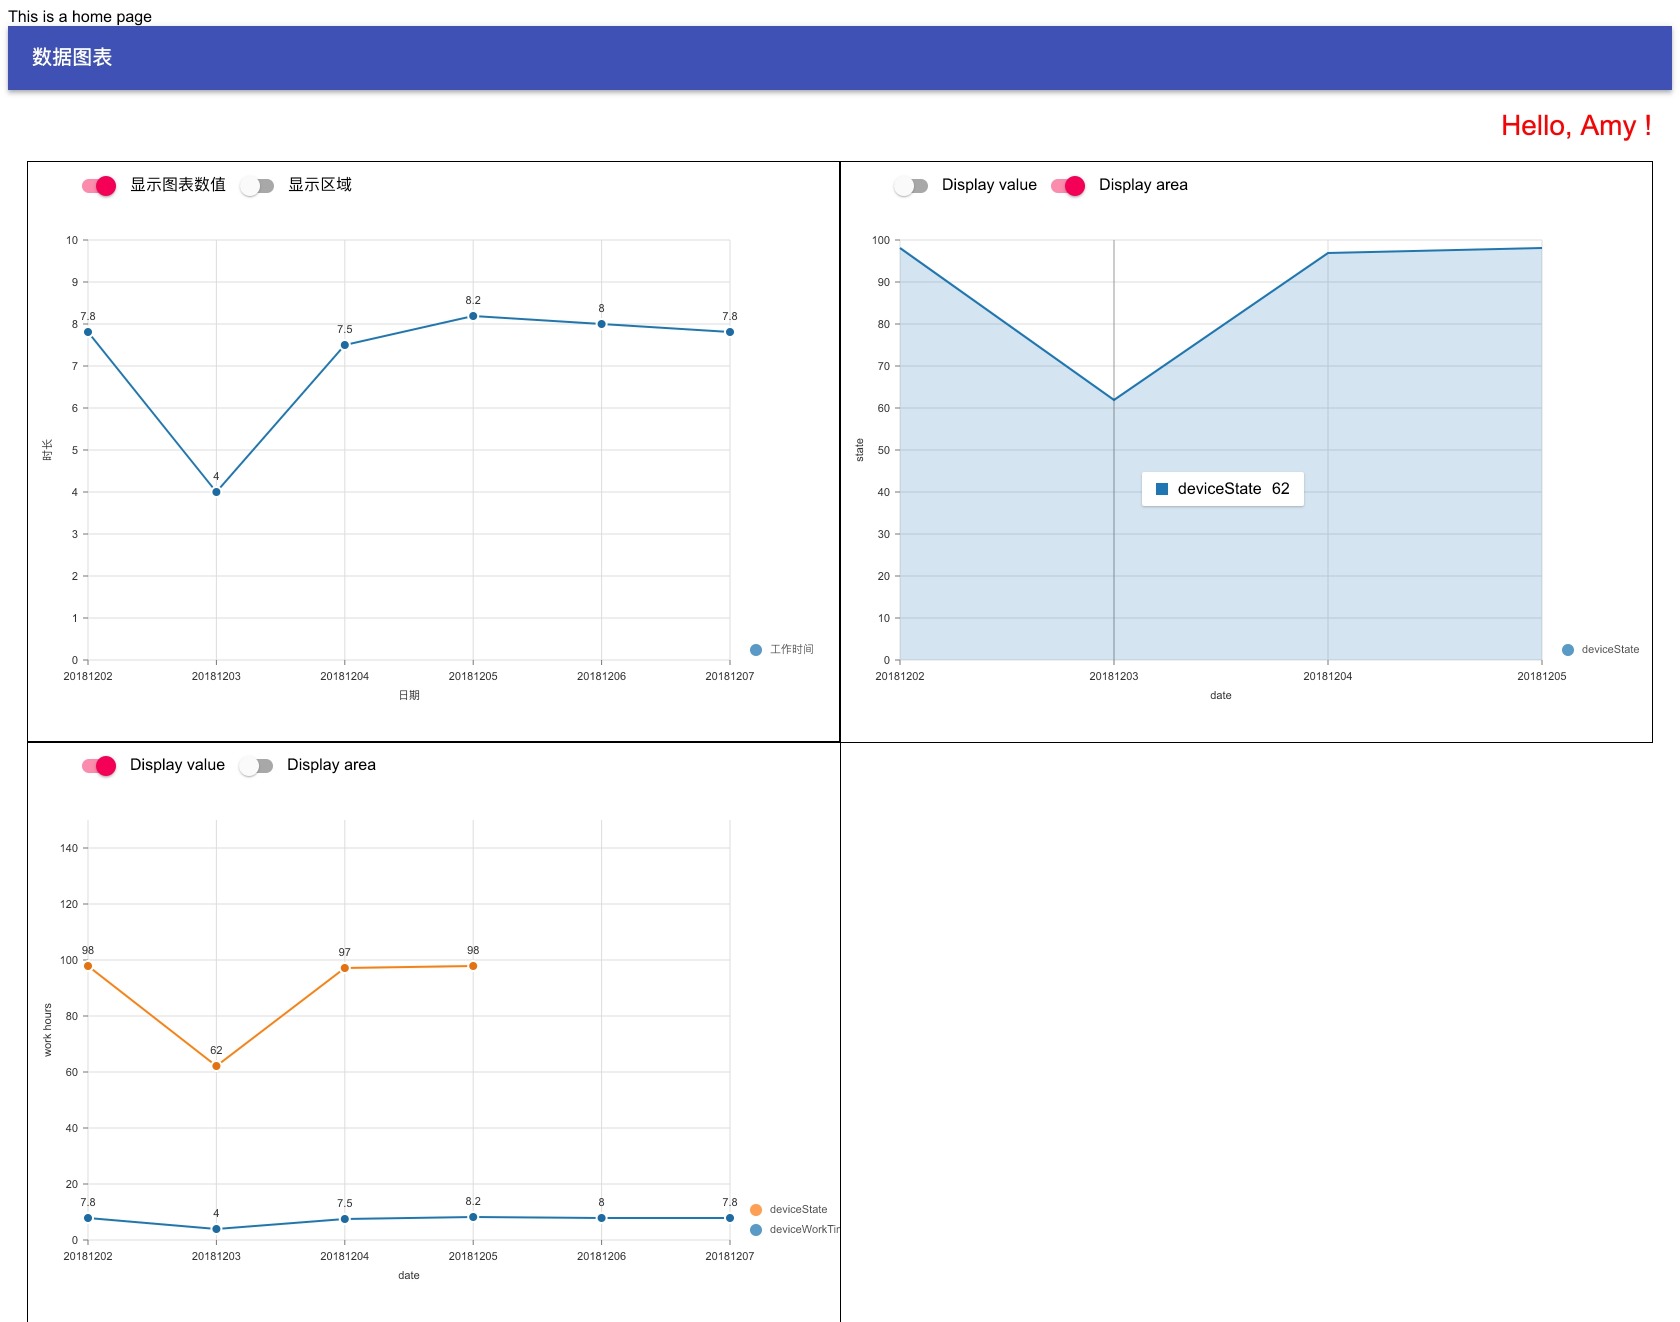 This is a home page
数据图表
Hello, Amy !
显示图表数值 显示区域
10
9
8
7
6
5
4
3
2
1
0
时长
7.8
4
7.5
8.2
8
7.8
20181202 20181203 20181204 20181205 20181206 20181207
日期
工作时间
Display value Display area
100
90
80
70
60
50
40
30
20
10
0
state
deviceState 62
20181202 20181203 20181204 20181205
date
deviceState
Display value Display area
140
120
100
80
60
40
20
0
work hours
98
62
97
98
7.8
4
7.5
8.2
8
7.8
20181202 20181203 20181204 20181205 20181206 20181207
date
deviceState
deviceWorkTim